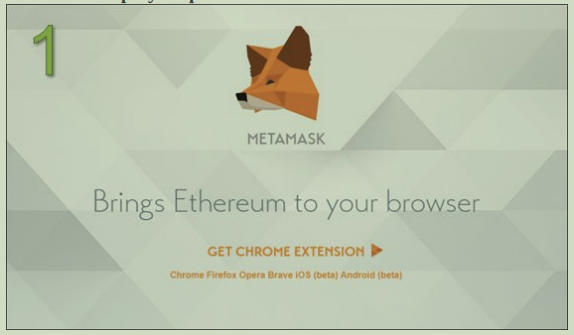 1
METAMASK
Brings Ethereum to your browser
GET CHROME EXTENSION
Chrome Firefox Opera Brave iOS (beta) Android (beta)